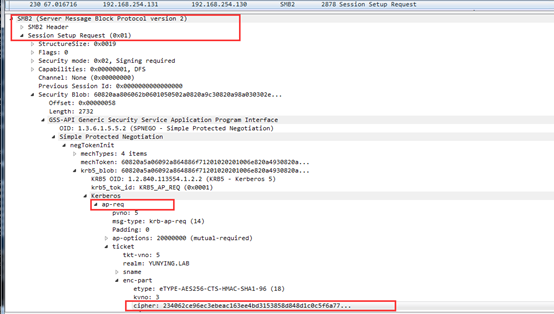 230 67.016716 192.168.254.131 192.168.254.130 SMB2 2878 Session Setup Request
SMB2 (Server Message Block Protocol version 2)
SMB2 Header
Session Setup Request (0x01)
StructureSize: 0x0019
Flags: 0
Security mode: 0x02, Signing required
Capabilities: 0x00000001, DFS
Channel: None (0x00000000)
Previous Session Id: 0x0000000000000000
Security Blob: 60820aa806062b0601050502a0820a9c30820a98a030302e...
Offset: 0x00000058
Length: 2732
GSS-API Generic Security Service Application Program Interface
OID: 1.3.6.1.5.5.2 (SPNEGO - Simple Protected Negotiation)
Simple Protected Negotiation
negTokenInit
mechTypes: 4 items
mechToken: 60820a5a06092a864886f71201020201006e820a4930820a...
krb5_blob: 60820a5a06092a864886f71201020201006e820a4930820a...
KRB5 OID: 1.2.840.113554.1.2.2 (KRB5 - Kerberos 5)
krb5_tok_id: KRB5_AP_REQ (0x0001)
Kerberos
ap-req
pvno: 5
msg-type: krb-ap-req (14)
Padding: 0
ap-options: 20000000 (mutual-required)
ticket
tkt-vno: 5
realm: YUNYING.LAB
sname
enc-part
etype: eTYPE-AES256-CTS-HMAC-SHA1-96 (18)
kvno: 3
cipher: 234062ce96ec3ebeac163ee4bd3153858d848d1c0c5f6a77...